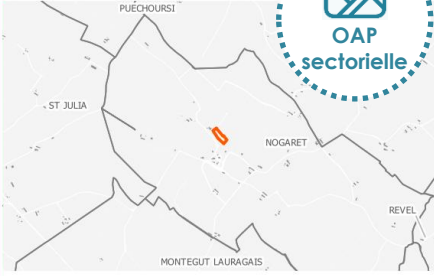 PUECHOURSI
OAP
sectorielle
ST JULIA
NOGARET
REVEL
MONTEGUT LAURAGAIS